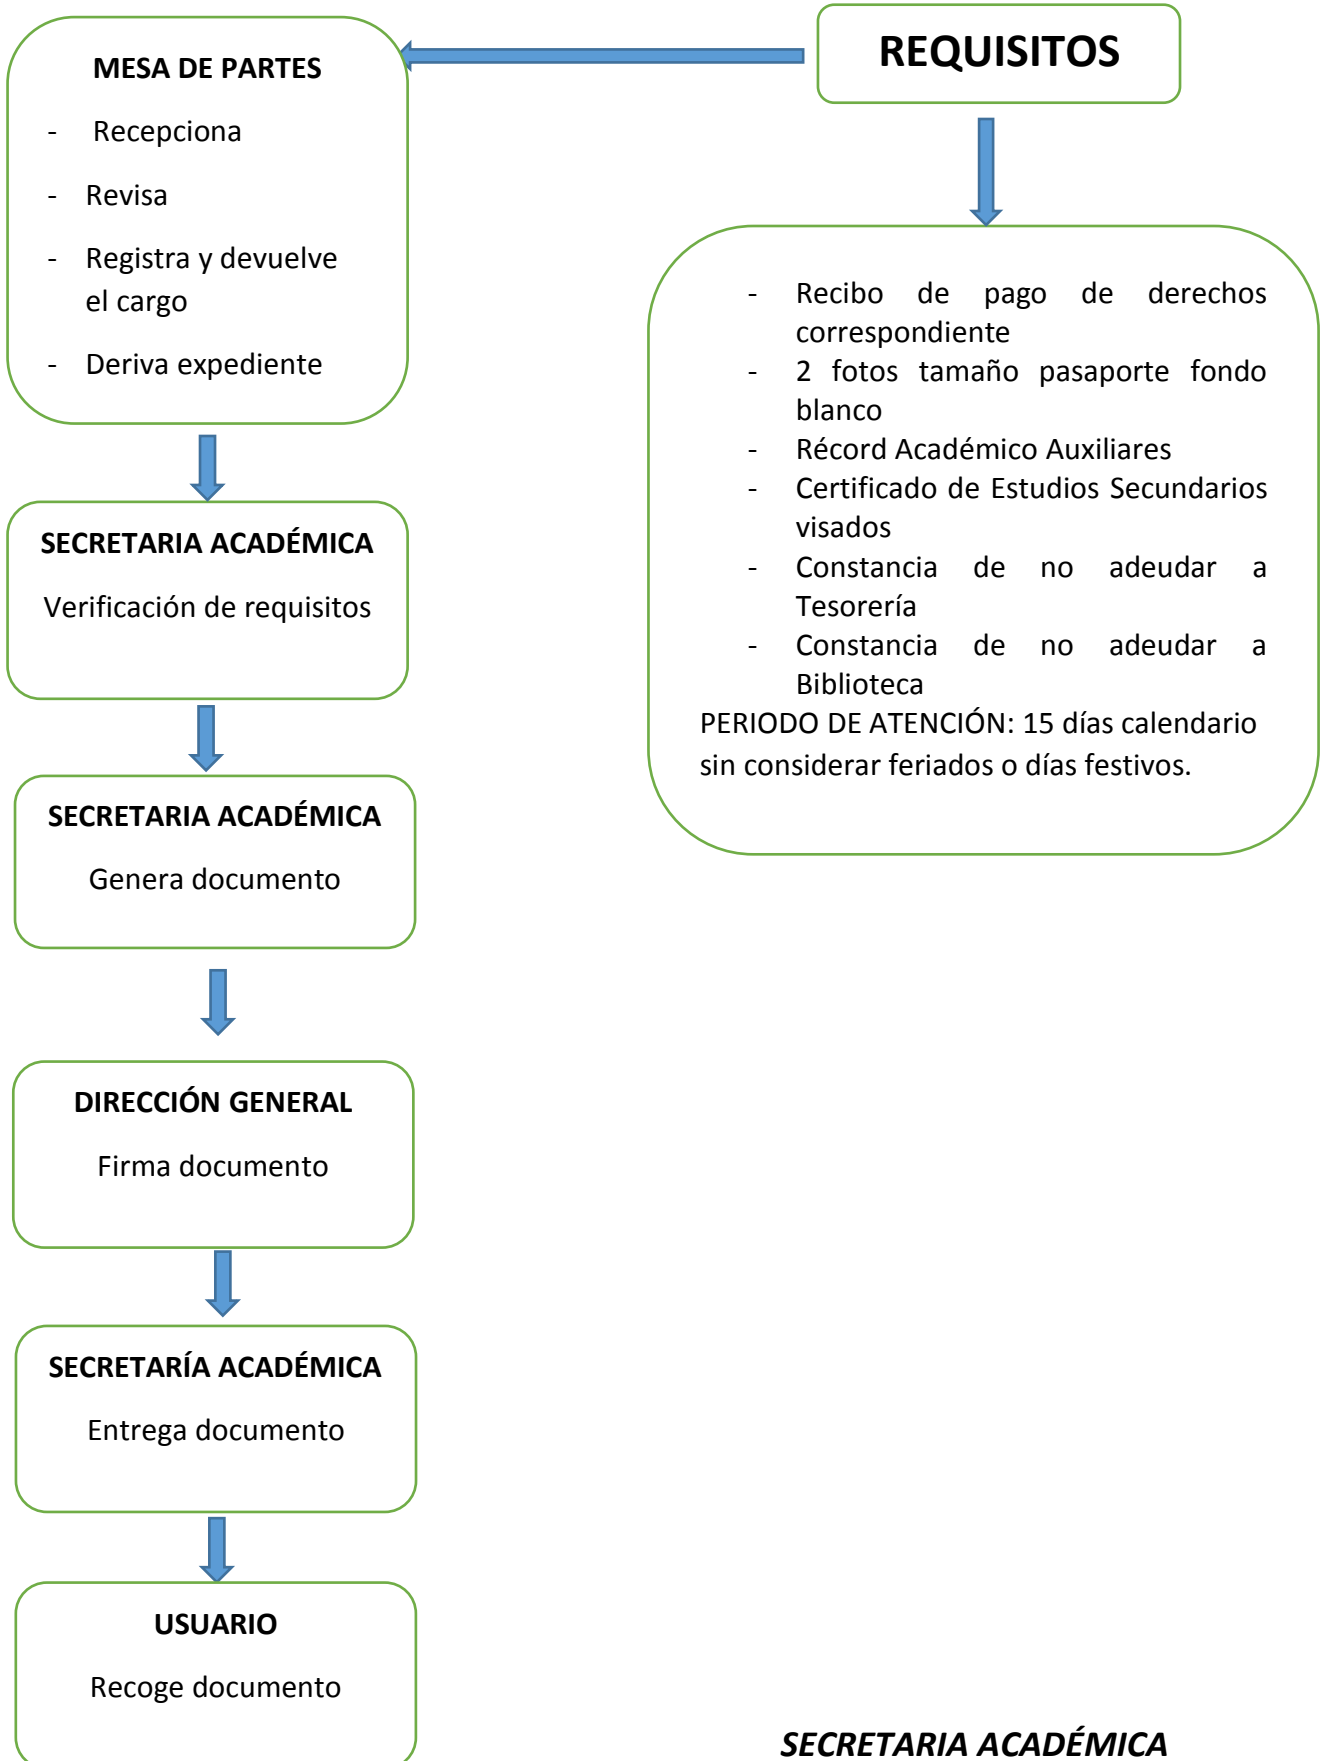 REQUISITOS
MESA DE PARTES
- Recepciona
- Revisa
- Registra y devuelve
el cargo
- Deriva expediente
- Recibo de pago de derechos
correspondiente
- 2 fotos tamaño pasaporte fondo
blanco
- Récord Académico Auxiliares
- Certificado de Estudios Secundarios
visados
- Constancia de no adeudar a
Tesorería
- Constancia de no adeudar a
Biblioteca
PERIODO DE ATENCIÓN: 15 días calendario
sin considerar feriados o días festivos.
SECRETARIA ACADÉMICA
Verificación de requisitos
SECRETARIA ACADÉMICA
Genera documento
DIRECCIÓN GENERAL
Firma documento
SECRETARÍA ACADÉMICA
Entrega documento
USUARIO
Recoge documento
SECRETARIA ACADÉMICA